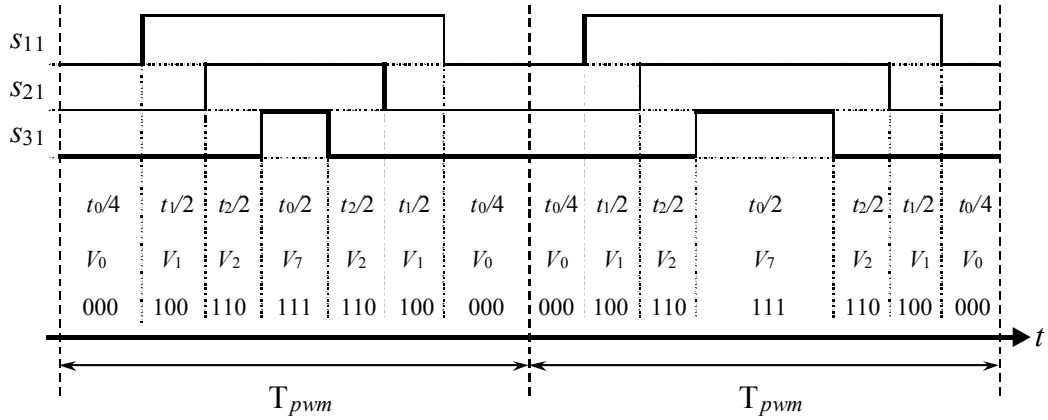 s11
s21
s31
t0/4 t1/2 t2/2 t0/2 t2/2 t1/2 t0/4 t0/4 t1/2 t2/2 t0/2 t2/2 t1/2 t0/4
V0 V1 V2 V7 V2 V1 V0 V0 V1 V2 V7 V2 V1 V0
000 100 110 111 110 100 000 000 100 110 111 110 100 000
t
Tpwm Tpwm